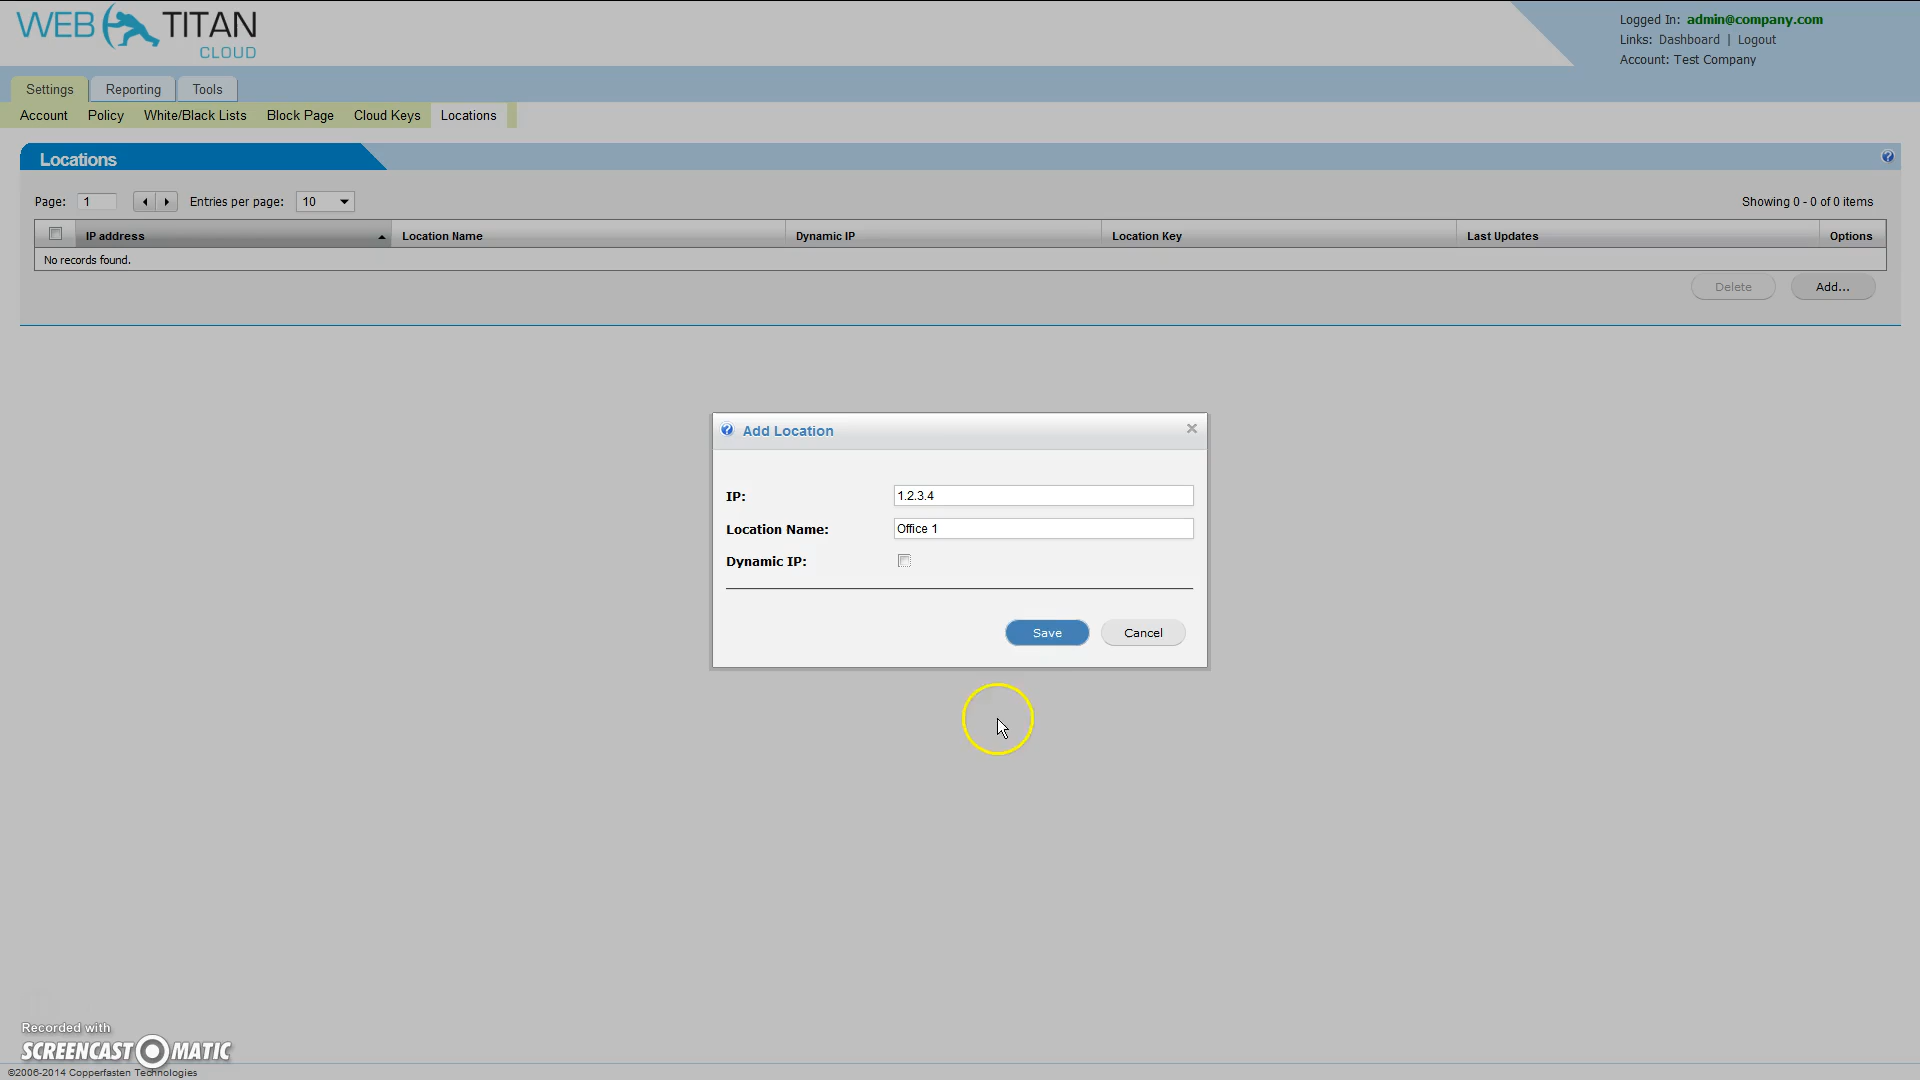 WEB TITAN
CLOUD
Logged In: admin@company.com
Links: Dashboard | Logout
Account: Test Company
Settings Reporting Tools
Account Policy White/Black Lists Block Page Cloud Keys Locations
Locations
Page: 1 Entries per page: 10 Showing 0 - 0 of 0 items
IP address Location Name Dynamic IP Location Key Last Updates Options
No records found.
Delete Add...
Add Location
IP: 1.2.3.4
Location Name: Office 1
Dynamic IP:
Save Cancel
Recorded with
SCREENCAST MATIC
©2006-2014 Copperfasten Technologies